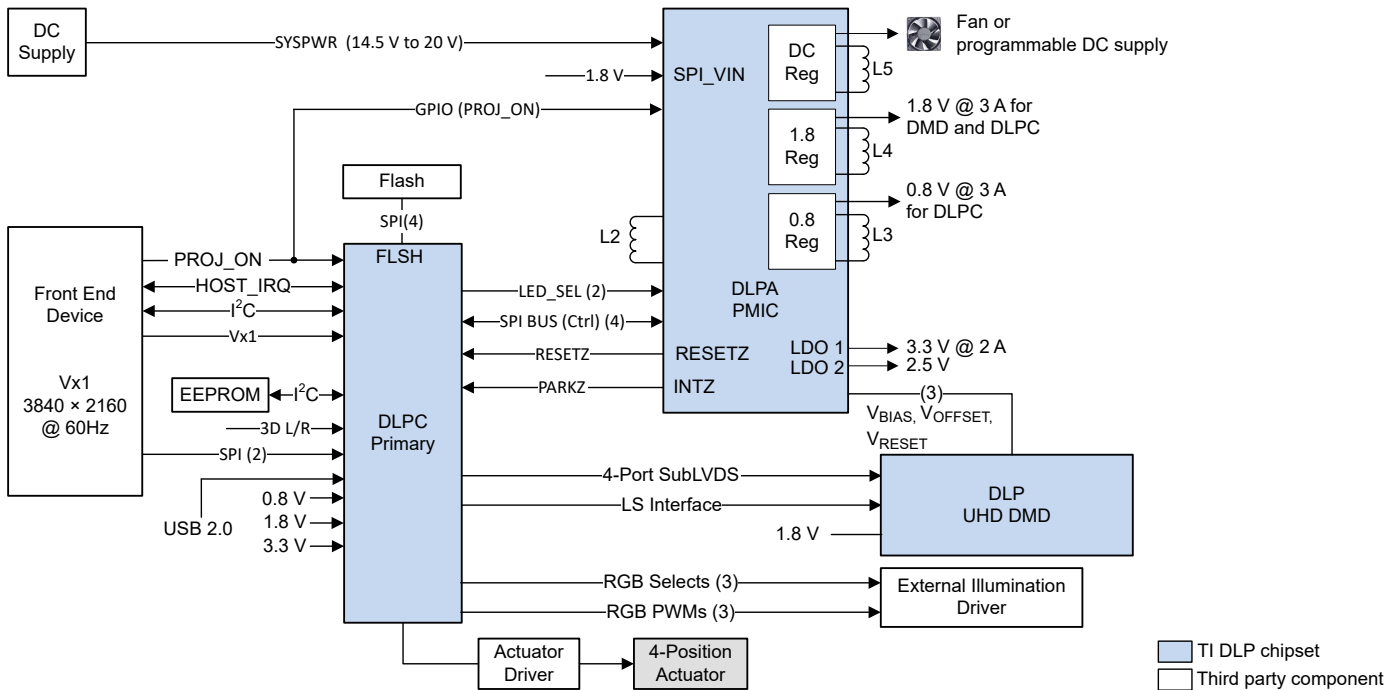 DC
Supply
SYSPWR (14.5 V to 20 V)
1.8 V
SPI_VIN
GPIO (PROJ_ON)
DC
Reg
L5
Fan or
programmable DC supply
1.8
Reg
L4
1.8 V @ 3 A for
DMD and DLPC
0.8
Reg
L3
0.8 V @ 3 A
for DLPC
L2
DLPA
PMIC
Flash
SPI(4)
FLSH
Front End
Device
Vx1
3840 × 2160
@ 60Hz
PROJ_ON
HOST_IRQ
I²C
Vx1
EEPROM
I²C
3D L/R
SPI (2)
USB 2.0
0.8 V
1.8 V
3.3 V
DLPC
Primary
LED_SEL (2)
SPI BUS (Ctrl) (4)
RESETZ
RESETZ
PARKZ
INTZ
LDO 1
3.3 V @ 2 A
LDO 2
2.5 V
(3)
VBIAS, VOFFSET,
VRESET
4-Port SubLVDS
LS Interface
1.8 V
DLP
UHD DMD
RGB Selects (3)
RGB PWMs (3)
External Illumination
Driver
Actuator
Driver
4-Position
Actuator
TI DLP chipset
Third party component